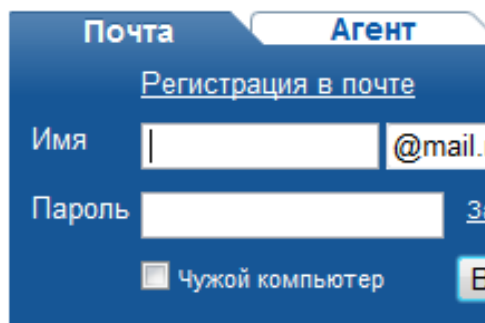 Почта Агент
Регистрация в почте
Имя @mail.
Пароль
Чужой компьютер